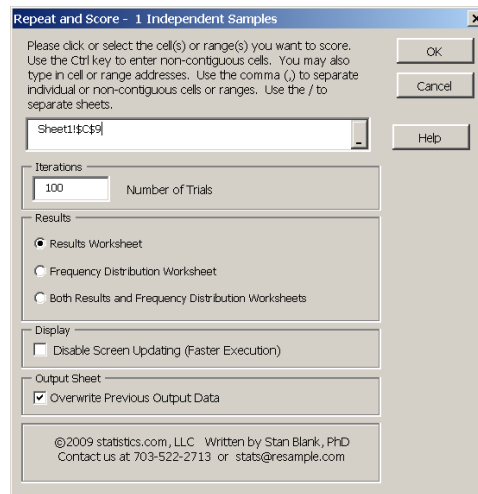 Repeat and Score - 1 Independent Samples
Please click or select the cell(s) or range(s) you want to score.
Use the Ctrl key to enter non-contiguous cells. You may also
type in cell or range addresses. Use the comma (,) to separate
individual or non-contiguous cells or ranges. Use the / to
separate sheets.
OK
Cancel
Sheet1!$C$9
Help
Iterations
100 Number of Trials
Results
Results Worksheet
Frequency Distribution Worksheet
Both Results and Frequency Distribution Worksheets
Display
Disable Screen Updating (Faster Execution)
Output Sheet
Overwrite Previous Output Data
©2009 statistics.com, LLC Written by Stan Blank, PhD
Contact us at 703-522-2713 or stats@resample.com